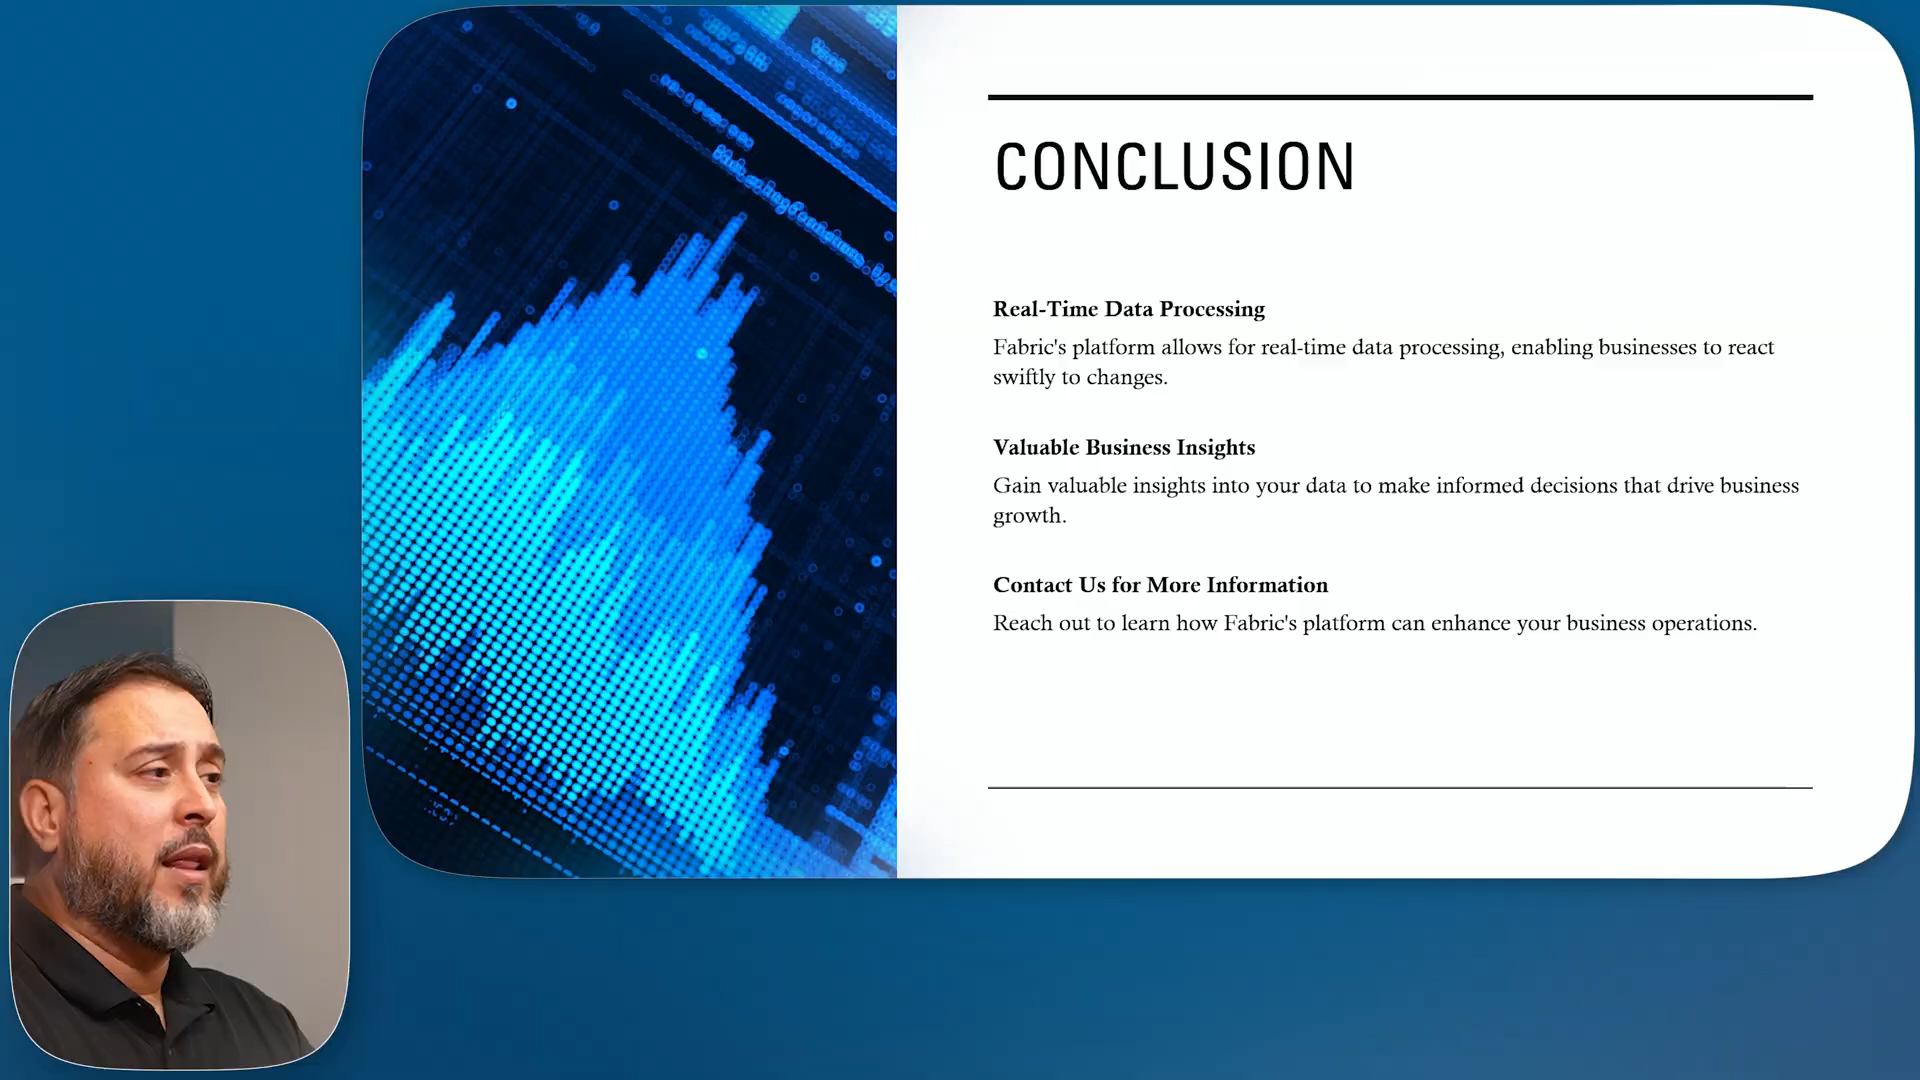 CONCLUSION
Real-Time Data Processing
Fabric's platform allows for real-time data processing, enabling businesses to react
swiftly to changes.
Valuable Business Insights
Gain valuable insights into your data to make informed decisions that drive business
growth.
Contact Us for More Information
Reach out to learn how Fabric's platform can enhance your business operations.